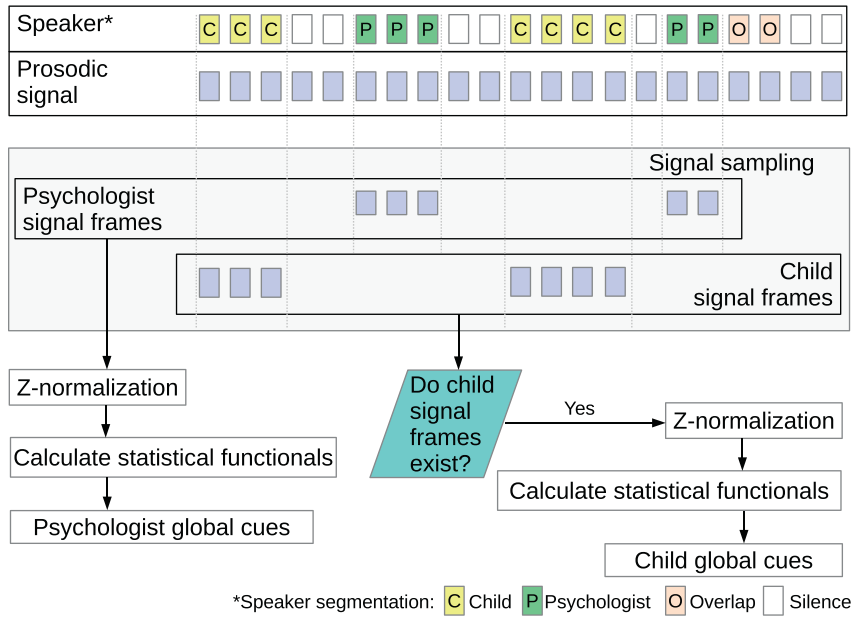 Speaker* C C C P P P C C C C P P O O
Prosodic
signal
Signal sampling
Psychologist
signal frames
Child
signal frames
Z-normalization
Calculate statistical functionals
Psychologist global cues
Do child
signal
frames
exist?
Yes
Z-normalization
Calculate statistical functionals
Child global cues
*Speaker segmentation: C Child P Psychologist O Overlap Silence